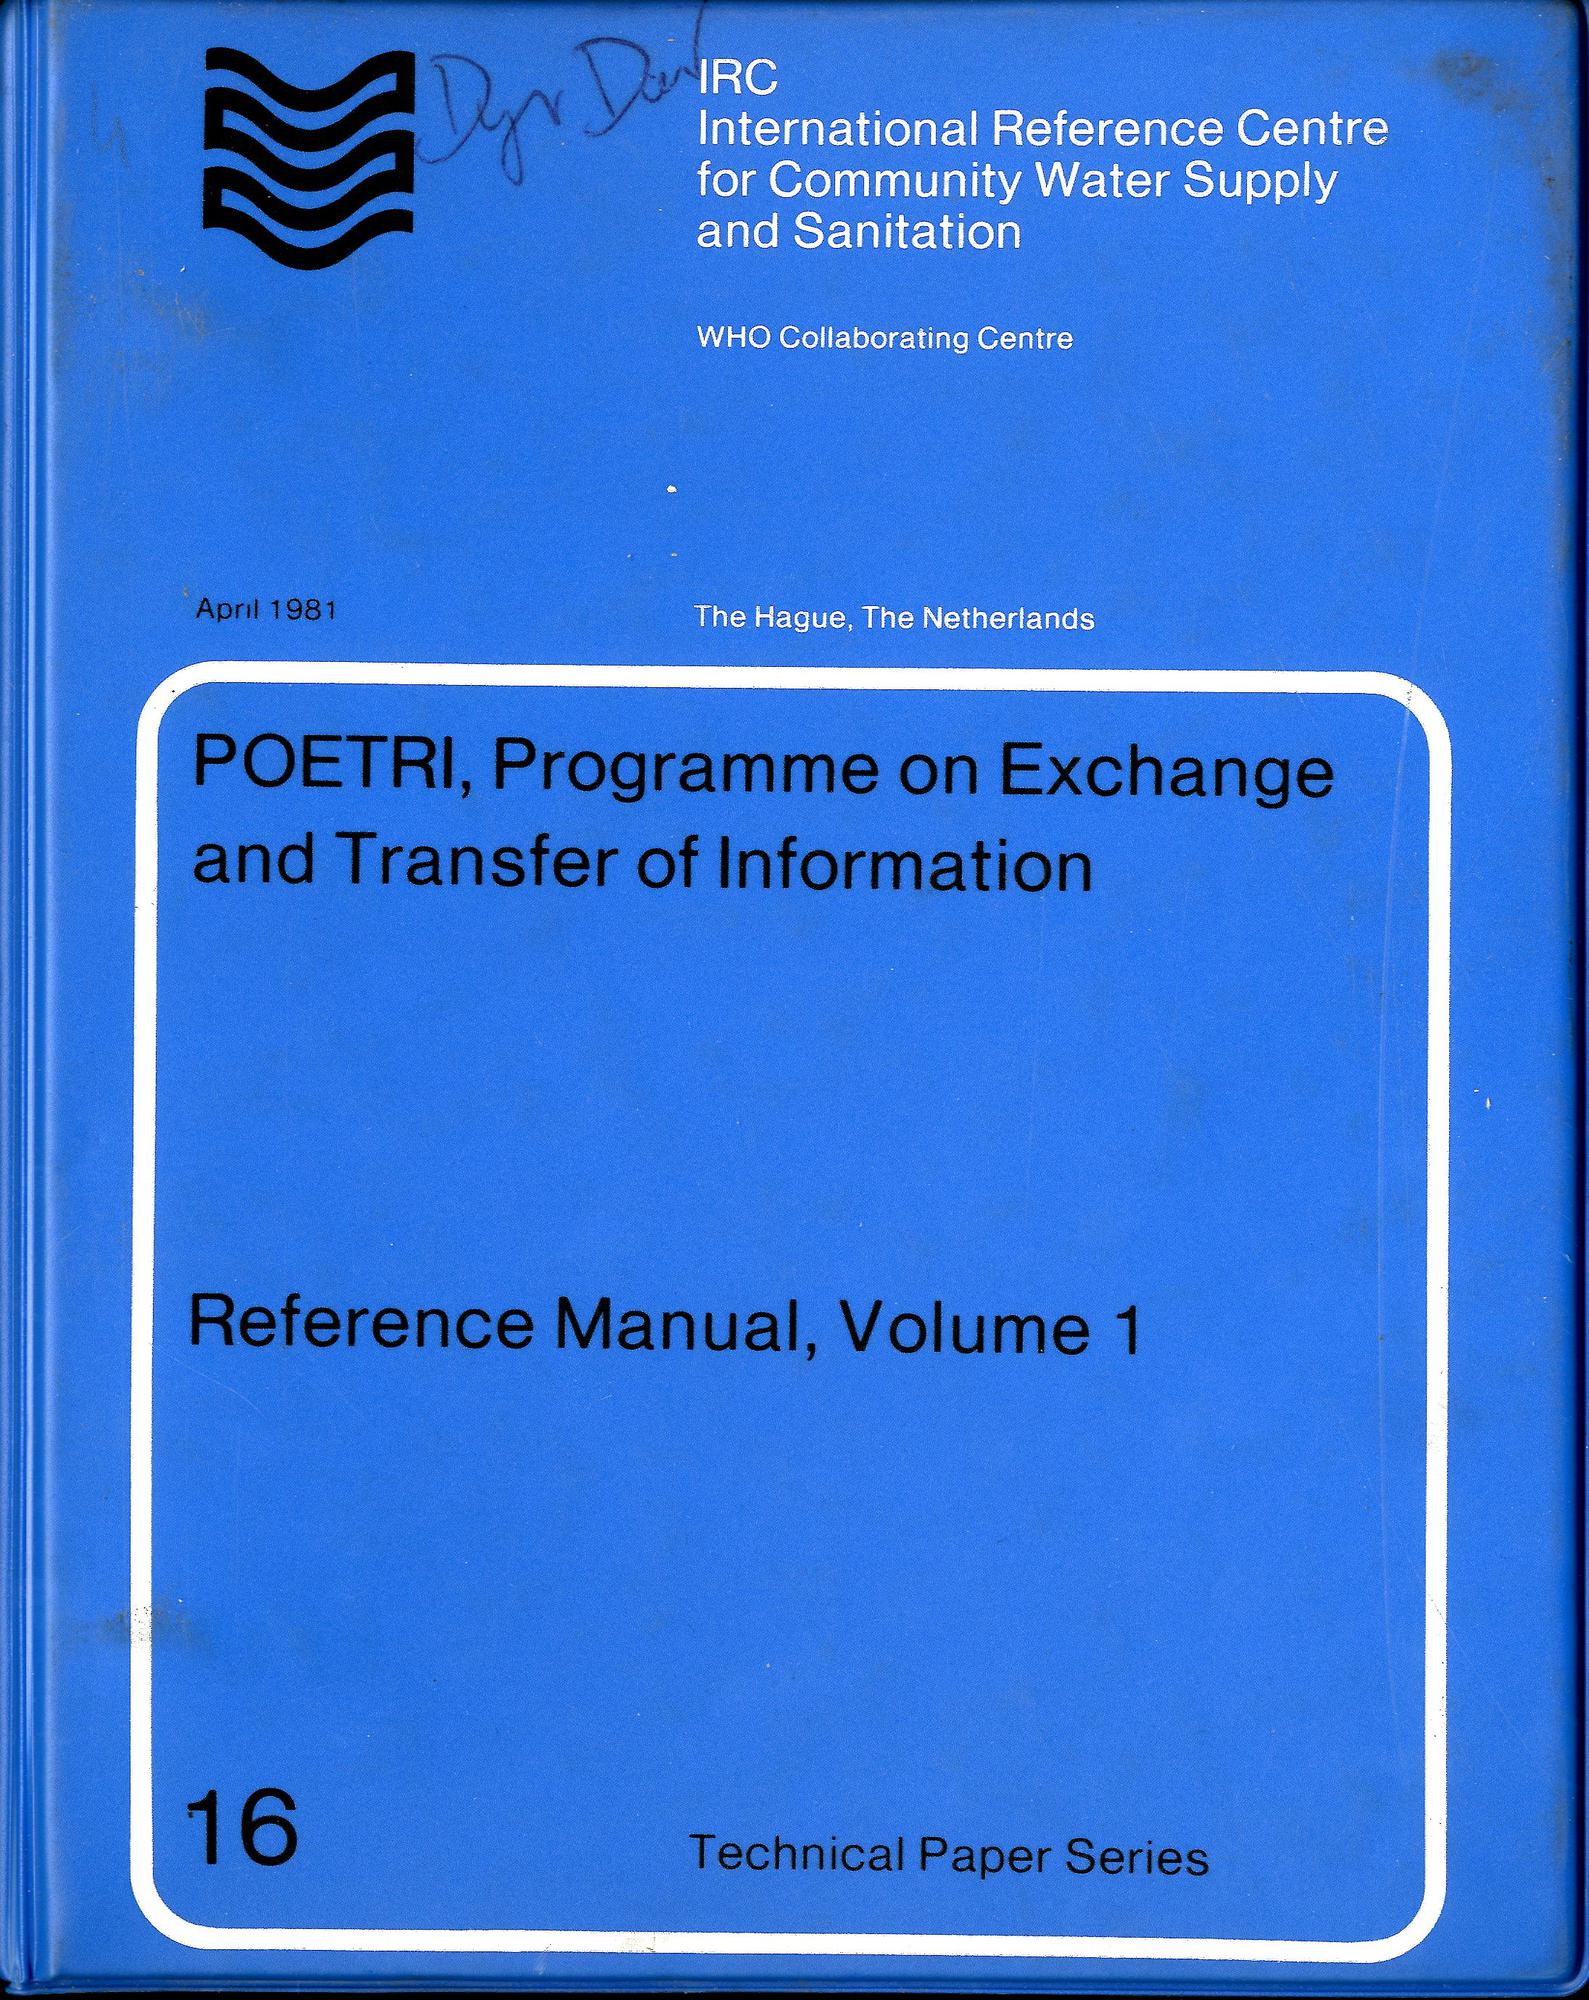 IRC
International Reference Centre
for Community Water Supply
and Sanitation
WHO Collaborating Centre
April 1981
The Hague, The Netherlands
POETRI, Programme on Exchange
and Transfer of Information
Reference Manual, Volume 1
16
Technical Paper Series